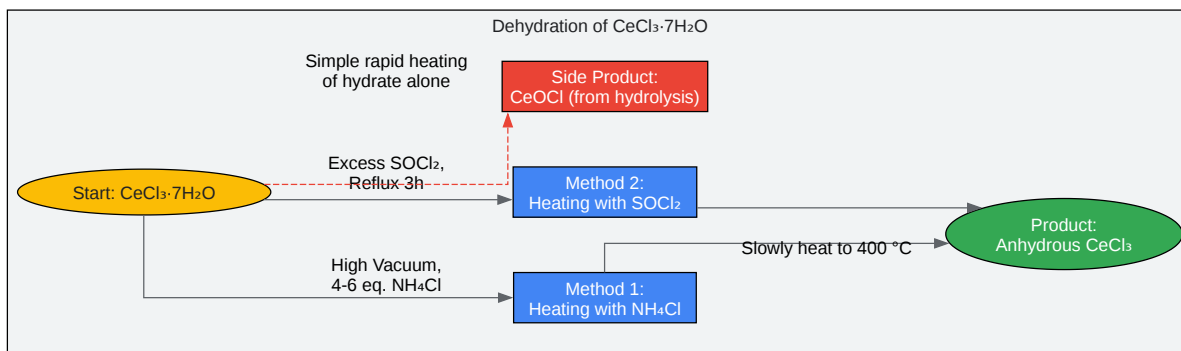 Dehydration of CeCl₃·7H₂O
Simple rapid heating
of hydrate alone
Side Product:
CeOCl (from hydrolysis)
Excess SOCl₂,
Reflux 3h
Start: CeCl₃·7H₂O
Method 2:
Heating with SOCl₂
Product:
Anhydrous CeCl₃
Slowly heat to 400 °C
High Vacuum,
4-6 eq. NH₄Cl
Method 1:
Heating with NH₄Cl